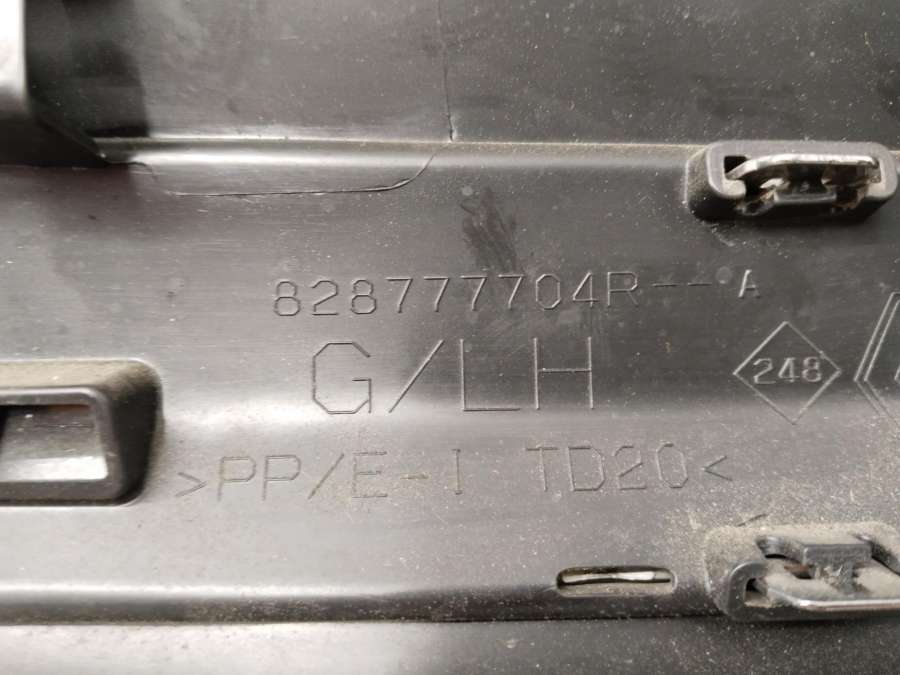 828777704R--A
G/LH
248
>PP/E-I TD20<